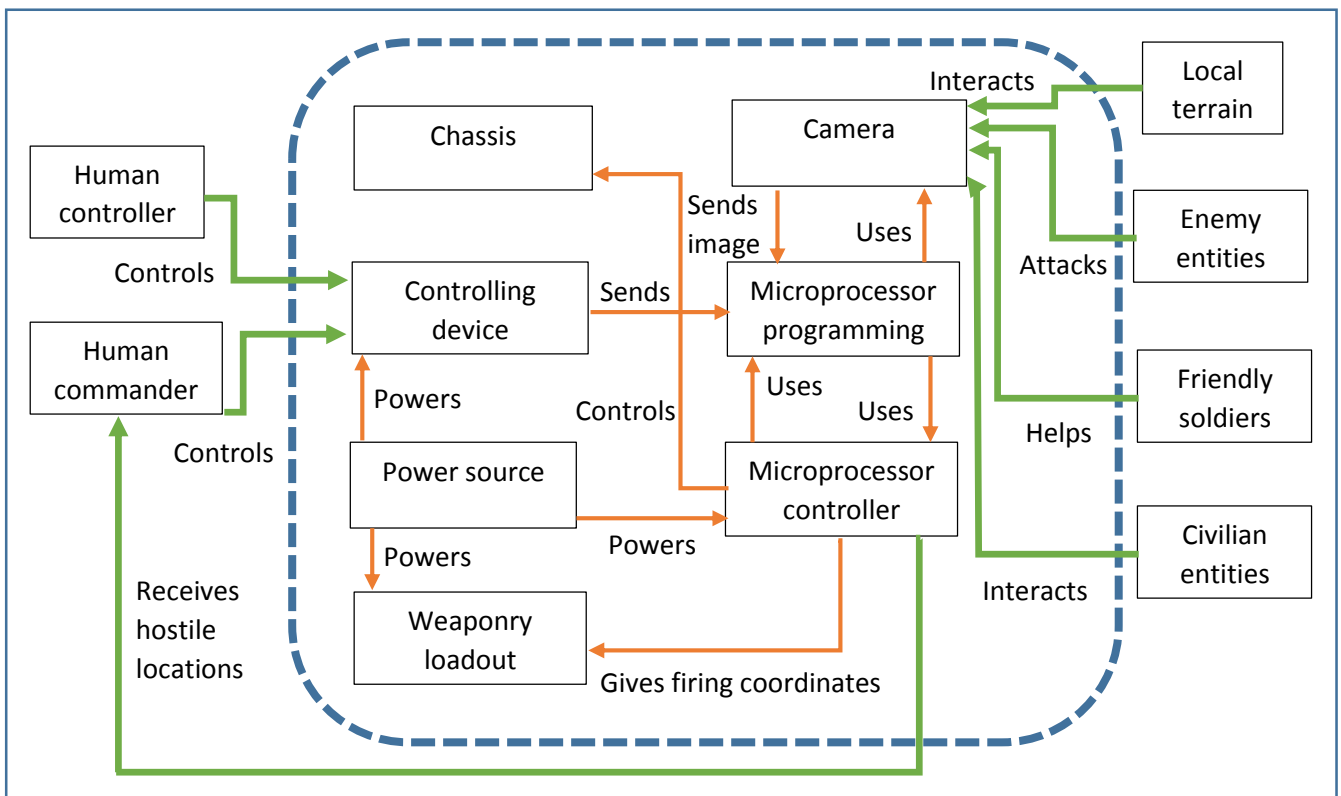 Local
terrain
Interacts
Chassis
Camera
Human
controller
Sends
image
Uses
Enemy
entities
Controls
Attacks
Controlling
device
Sends
Microprocessor
programming
Human
commander
Friendly
soldiers
Powers
Controls
Uses
Uses
Helps
Controls
Power source
Microprocessor
controller
Civilian
entities
Powers
Powers
Receives
hostile
locations
Interacts
Weaponry
loadout
Gives firing coordinates